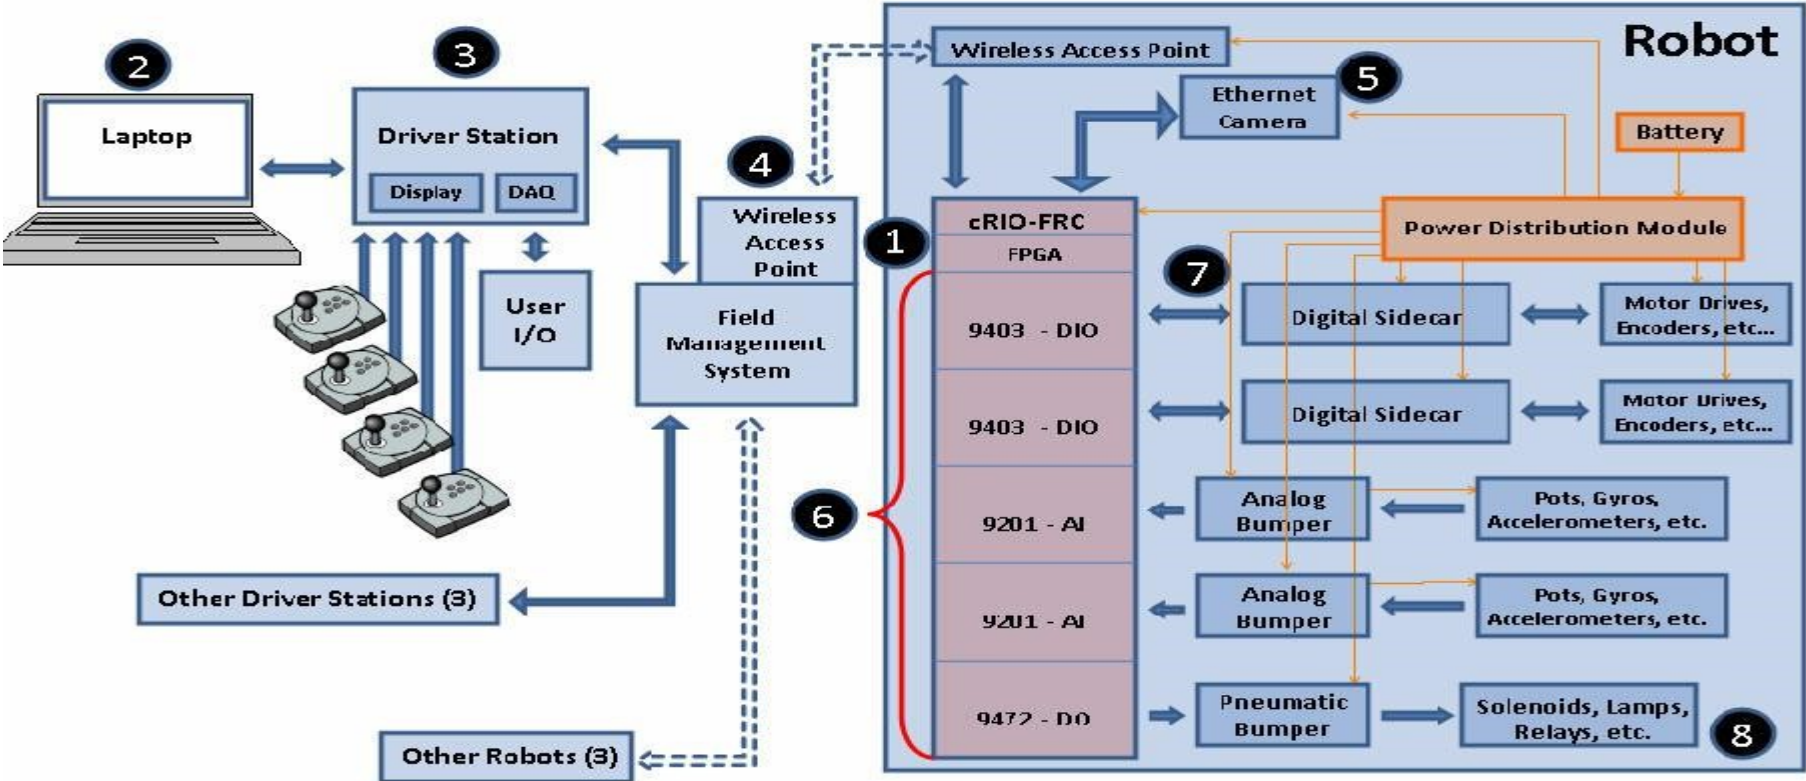 Robot
2
3
Wireless Access Point
5
Ethernet
Camera
Laptop
Driver Station
Display
DAQ
4
Battery
Wireless
Access
Point
1
cRIO-FRC
FPGA
Power Distribution Module
7
User
I/O
Field
Management
System
9403 - DIO
Digital Sidecar
Motor Drives,
Encoders, etc...
9403 - DIO
Digital Sidecar
Motor Drives,
Encoders, etc...
6
9201 - AI
Analog
Bumper
Pots, Gyros,
Accelerometers, etc.
Other Driver Stations (3)
9201 - AI
Analog
Bumper
Pots, Gyros,
Accelerometers, etc.
9472 - DO
Pneumatic
Bumper
Solenoids, Lamps,
Relays, etc.
8
Other Robots (3)